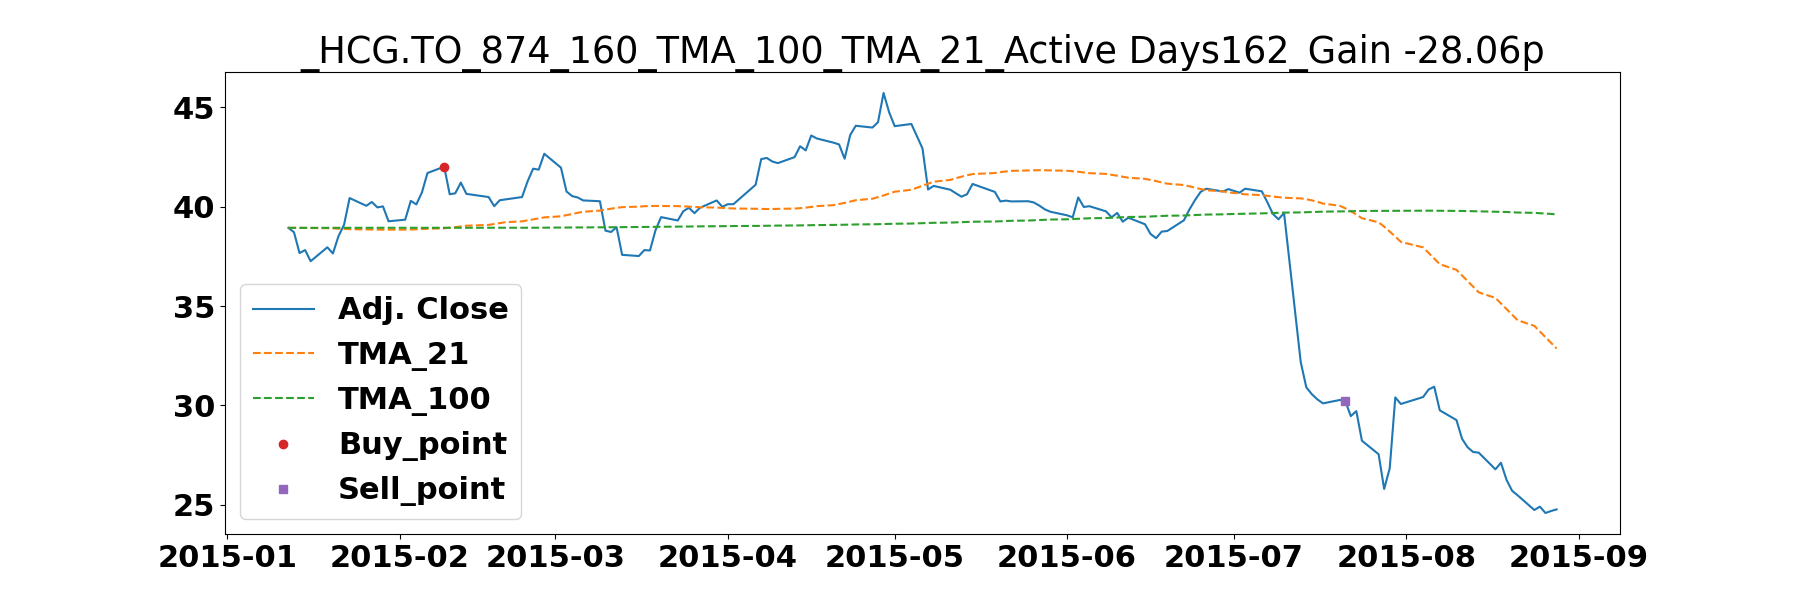 _HCG.TO_874_160_TMA_100_TMA_21_Active Days162_Gain -28.06p
45
40
35
30
25
Adj. Close
TMA_21
TMA_100
Buy_point
Sell_point
2015-01 2015-02 2015-03 2015-04 2015-05 2015-06 2015-07 2015-08 2015-09